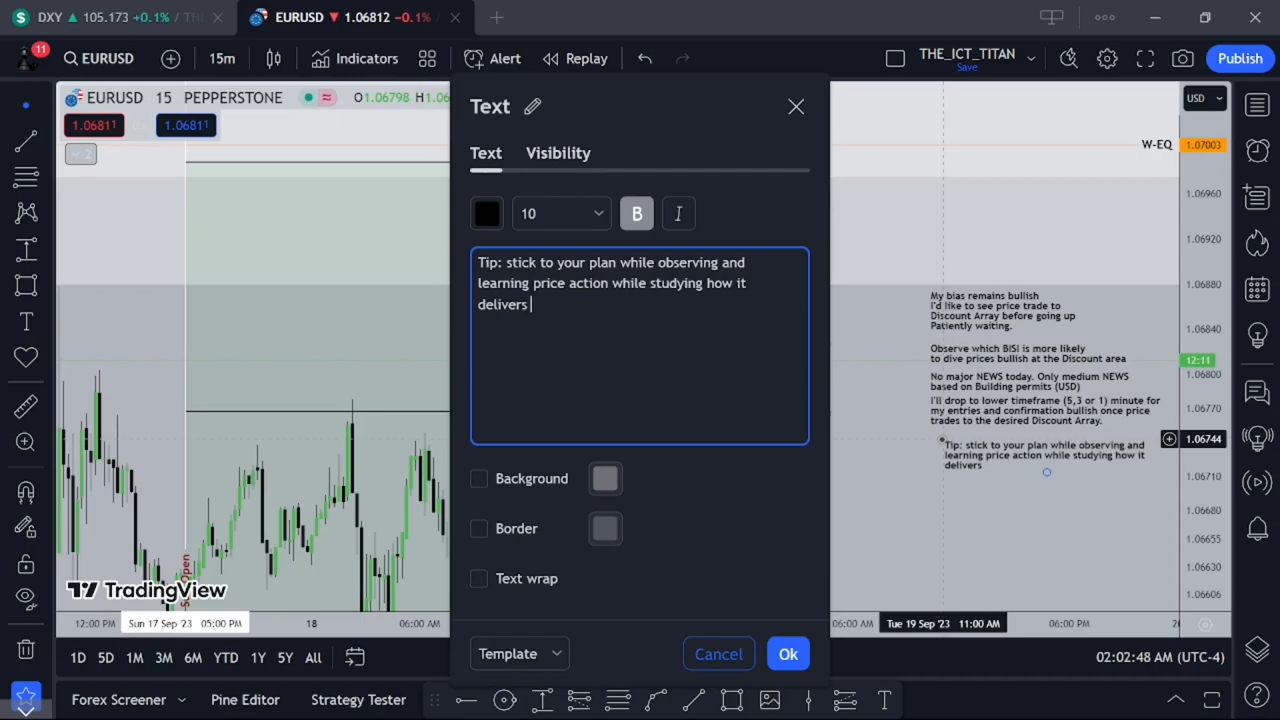 DXY 105.173 +0.1% /
EURUSD 1.06812 −0.1%
11
EURUSD
15m
Indicators
Alert
Replay
THE_ICT_TITAN
Save
Publish
EURUSD 15 PEPPERSTONE
O1.06798 H1.06
1.06811
1.06811
2
Text
Text
Visibility
10
B
I
Tip: stick to your plan while observing and
learning price action while studying how it
delivers
Background
Border
Text wrap
Template
Cancel
Ok
USD
W-EQ
1.07003
1.06960
1.06920
1.06880
1.06840
12:11
1.06800
1.06770
1.06744
1.06710
1.06680
1.06655
1.06630
1.06606
My bias remains bullish
I'd like to see price trade to
Discount Array before going up
Patiently waiting.
Observe which BISI is more likely
to dive prices bullish at the Discount area
No major NEWS today. Only medium NEWS
based on Building permits (USD)
I'll drop to lower timeframe (5,3 or 1) minute for
my entries and confirmation bullish once price
trades to the desired Discount Array.
Tip: stick to your plan while observing and
learning price action while studying how it
delivers
Open
TradingView
12:00 PM
Sun 17 Sep '23 05:00 PM
18
06:00 AM
06:00 AM
Tue 19 Sep '23 11:00 AM
06:00 PM
1D 5D 1M 3M 6M YTD 1Y 5Y All
02:02:48 AM (UTC-4)
Forex Screener
Pine Editor
Strategy Tester